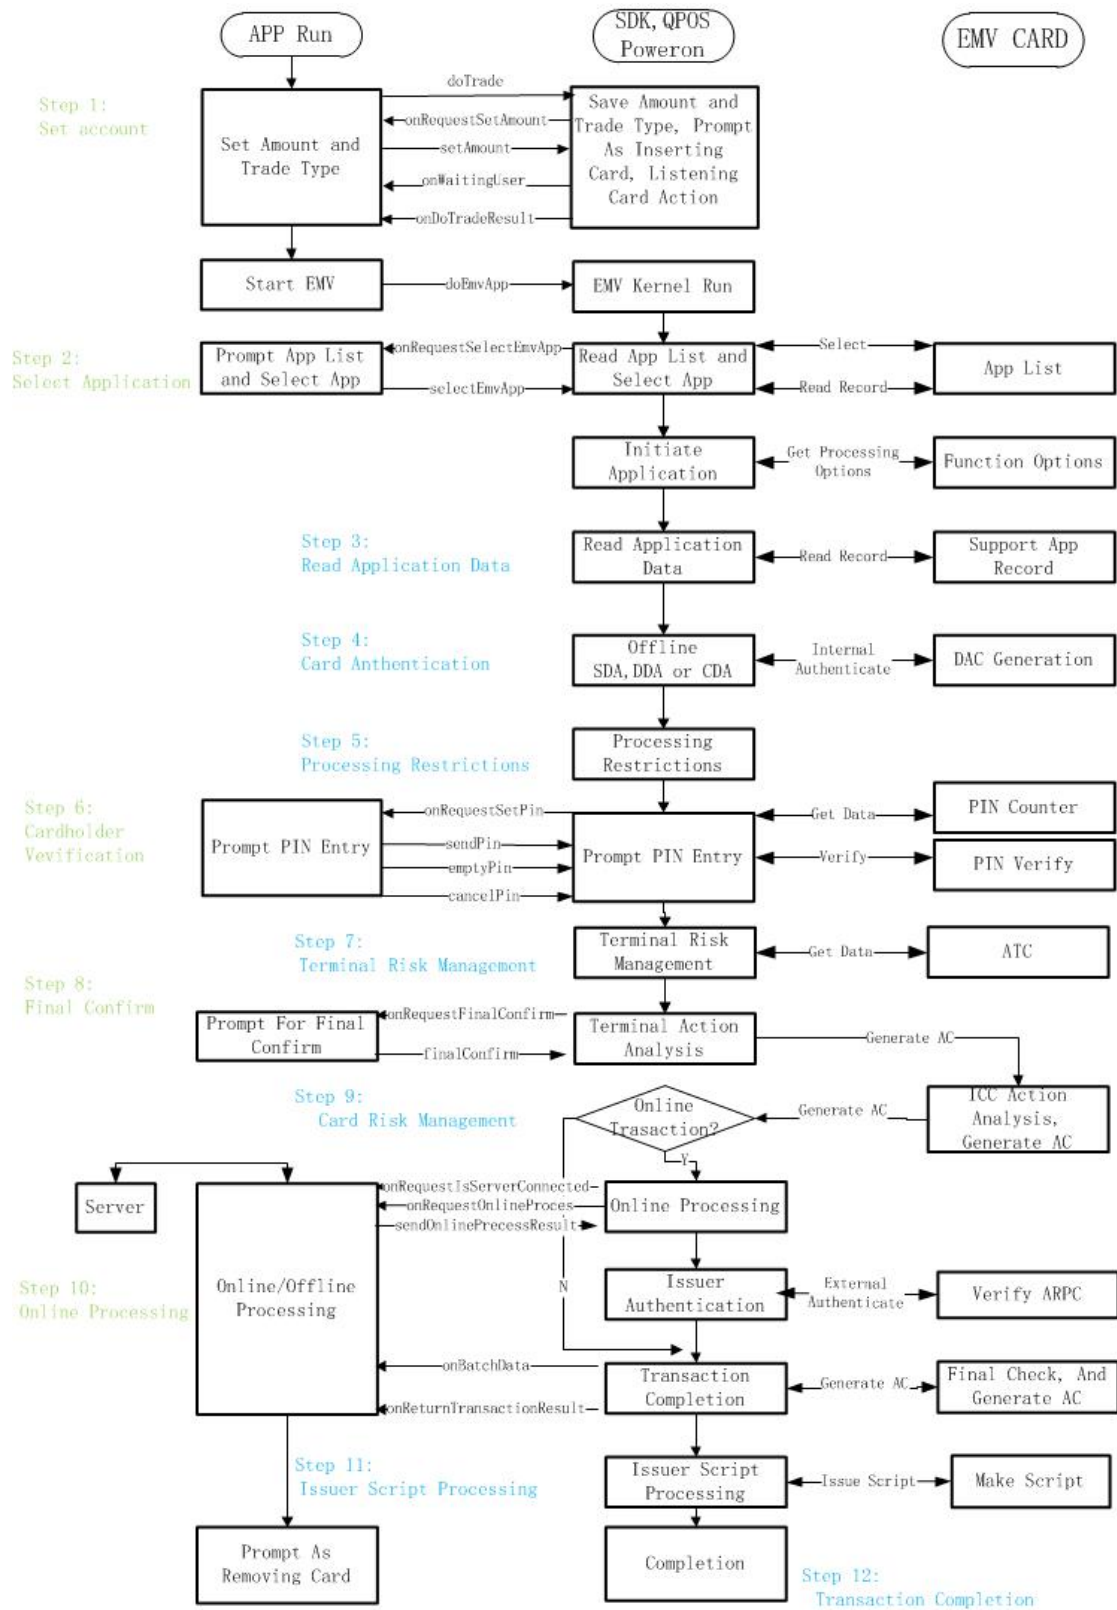 APP Run
SDK,QPOS
Poweron
EMV CARD
Step 1:
Set account
Set Amount and
Trade Type
doTrade
onRequestSetAmount
setAmount
onWaitingUser
onDoTradeResult
Save Amount and
Trade Type, Prompt
As Inserting
Card, Listening
Card Action
Start EMV
doEmvApp
EMV Kernel Run
Step 2:
Select Application
Prompt App List
and Select App
onRequestSelectEmvApp
selectEmvApp
Read App List and
Select App
Select
Read Record
App List
Initiate
Application
Get Processing
Options
Function Options
Step 3:
Read Application Data
Read Application
Data
Read Record
Support App
Record
Step 4:
Card Anthentication
Offline
SDA,DDA or CDA
Internal
Authenticate
DAC Generation
Step 5:
Processing Restrictions
Processing
Restrictions
Step 6:
Cardholder
Vevification
Prompt PIN Entry
onRequestSetPin
sendPin
emptyPin
cancelPin
Prompt PIN Entry
Get Data
Verify
PIN Counter
PIN Verify
Step 7:
Terminal Risk Management
Terminal Risk
Management
Get Data
ATC
Step 8:
Final Confirm
Prompt For Final
Confirm
onRequestFinalConfirm
finalConfirm
Terminal Action
Analysis
Generate AC
Step 9:
Card Risk Management
Online
Trasaction?
Generate AC
ICC Action
Analysis,
Generate AC
Y
N
Server
onRequestIsServerConnected
onRequestOnlineProces
sendOnlinePrecessResult
Online Processing
Step 10:
Online Processing
Online/Offline
Processing
Issuer
Authentication
External
Authenticate
Verify ARPC
onBatchData
onReturnTransactionResult
Transaction
Completion
Generate AC
Final Check, And
Generate AC
Step 11:
Issuer Script Processing
Issuer Script
Processing
Issue Script
Make Script
Prompt As
Removing Card
Completion
Step 12:
Transaction Completion